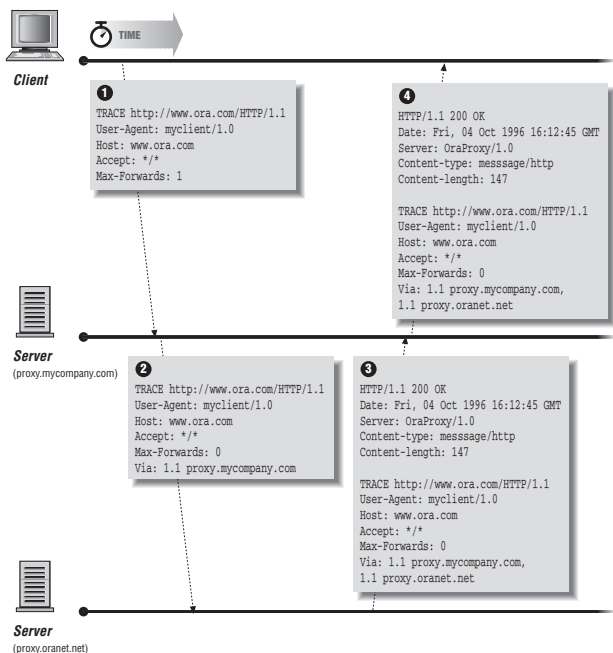 TIME
Client
1
TRACE http://www.ora.com/HTTP/1.1
User-Agent: myclient/1.0
Host: www.ora.com
Accept: */*
Max-Forwards: 1
4
HTTP/1.1 200 OK
Date: Fri, 04 Oct 1996 16:12:45 GMT
Server: OraProxy/1.0
Content-type: messsage/http
Content-length: 147
TRACE http://www.ora.com/HTTP/1.1
User-Agent: myclient/1.0
Host: www.ora.com
Accept: */*
Max-Forwards: 0
Via: 1.1 proxy.mycompany.com,
1.1 proxy.oranet.net
Server
(proxy.mycompany.com)
2
TRACE http://www.ora.com/HTTP/1.1
User-Agent: myclient/1.0
Host: www.ora.com
Accept: */*
Max-Forwards: 0
Via: 1.1 proxy.mycompany.com
3
HTTP/1.1 200 OK
Date: Fri, 04 Oct 1996 16:12:45 GMT
Server: OraProxy/1.0
Content-type: messsage/http
Content-length: 147
TRACE http://www.ora.com/HTTP/1.1
User-Agent: myclient/1.0
Host: www.ora.com
Accept: */*
Max-Forwards: 0
Via: 1.1 proxy.mycompany.com,
1.1 proxy.oranet.net
Server
(proxy.oranet.net)